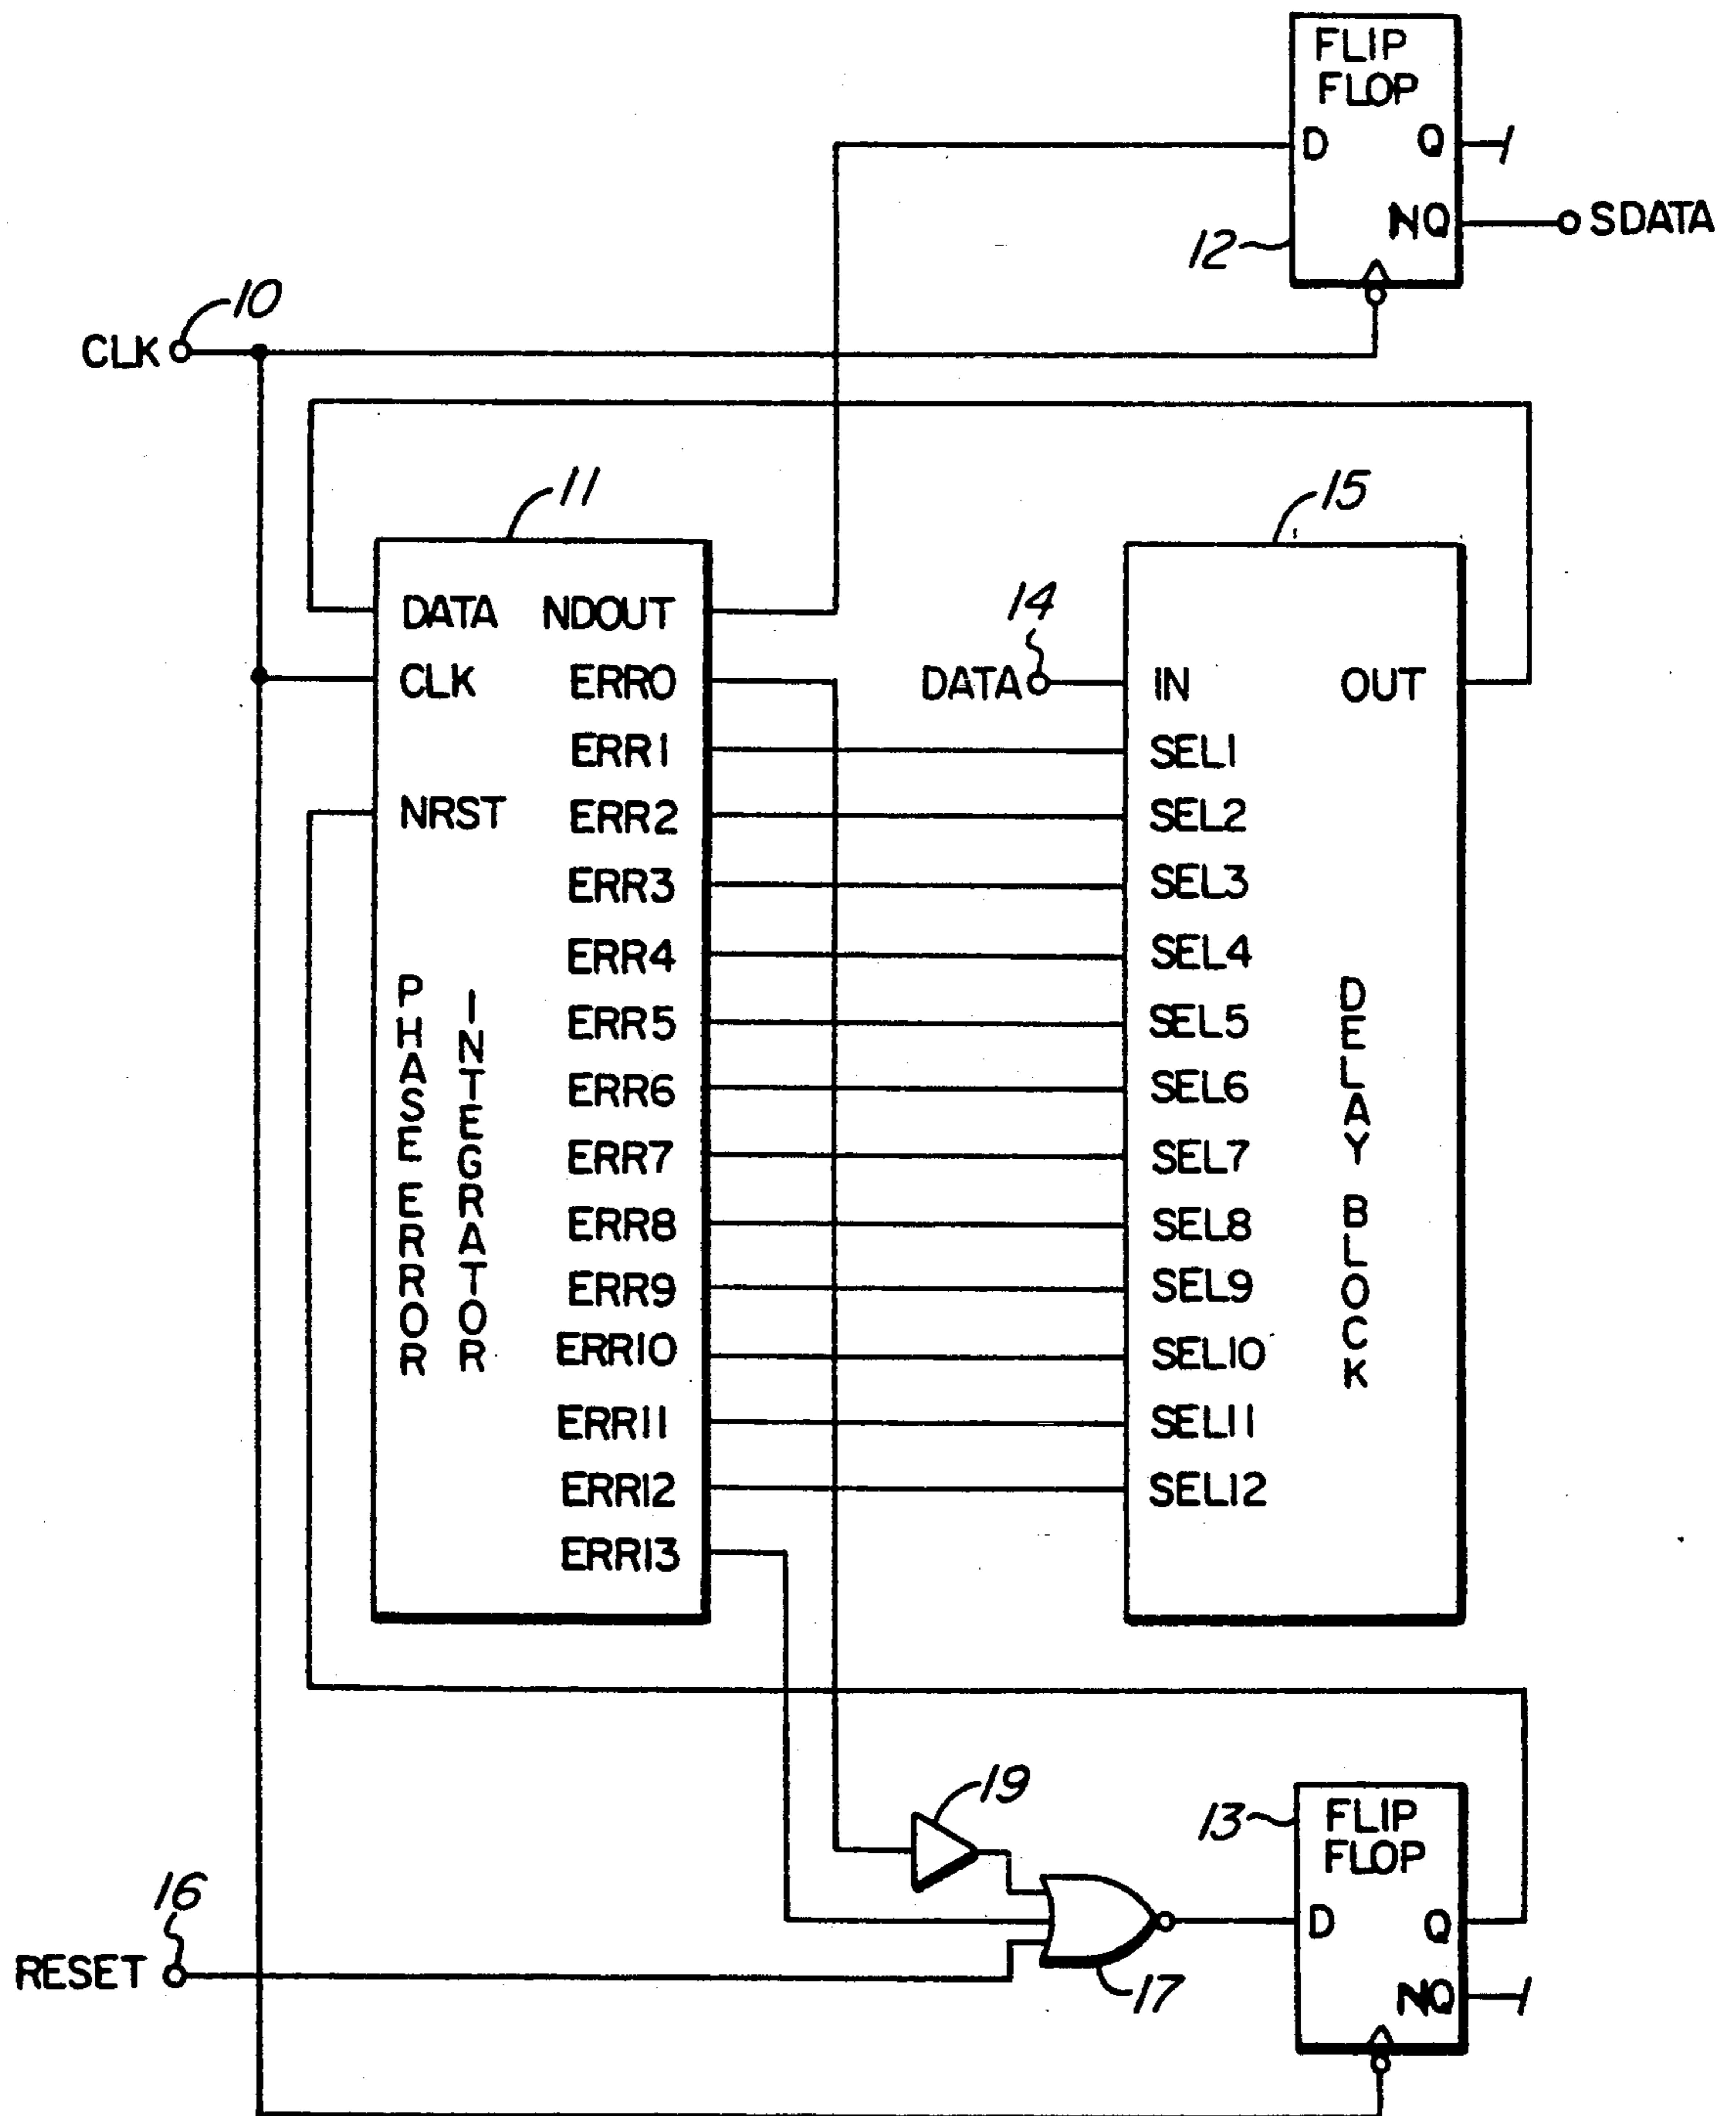 FLIP
FLOP
D Q
NQ
SDATA
12
10
CLK
11
15
14
DATA NDOUT
CLK ERR0
DATA IN OUT
ERR1 SEL1
NRST ERR2 SEL2
ERR3 SEL3
ERR4 SEL4
ERR5 SEL5
ERR6 SEL6
ERR7 SEL7
ERR8 SEL8
ERR9 SEL9
ERR10 SEL10
ERR11 SEL11
ERR12 SEL12
ERR13
PHASE ERROR
INTEGRATOR
DELAY BLOCK
19
13
FLIP
FLOP
D Q
NQ
16
RESET
17